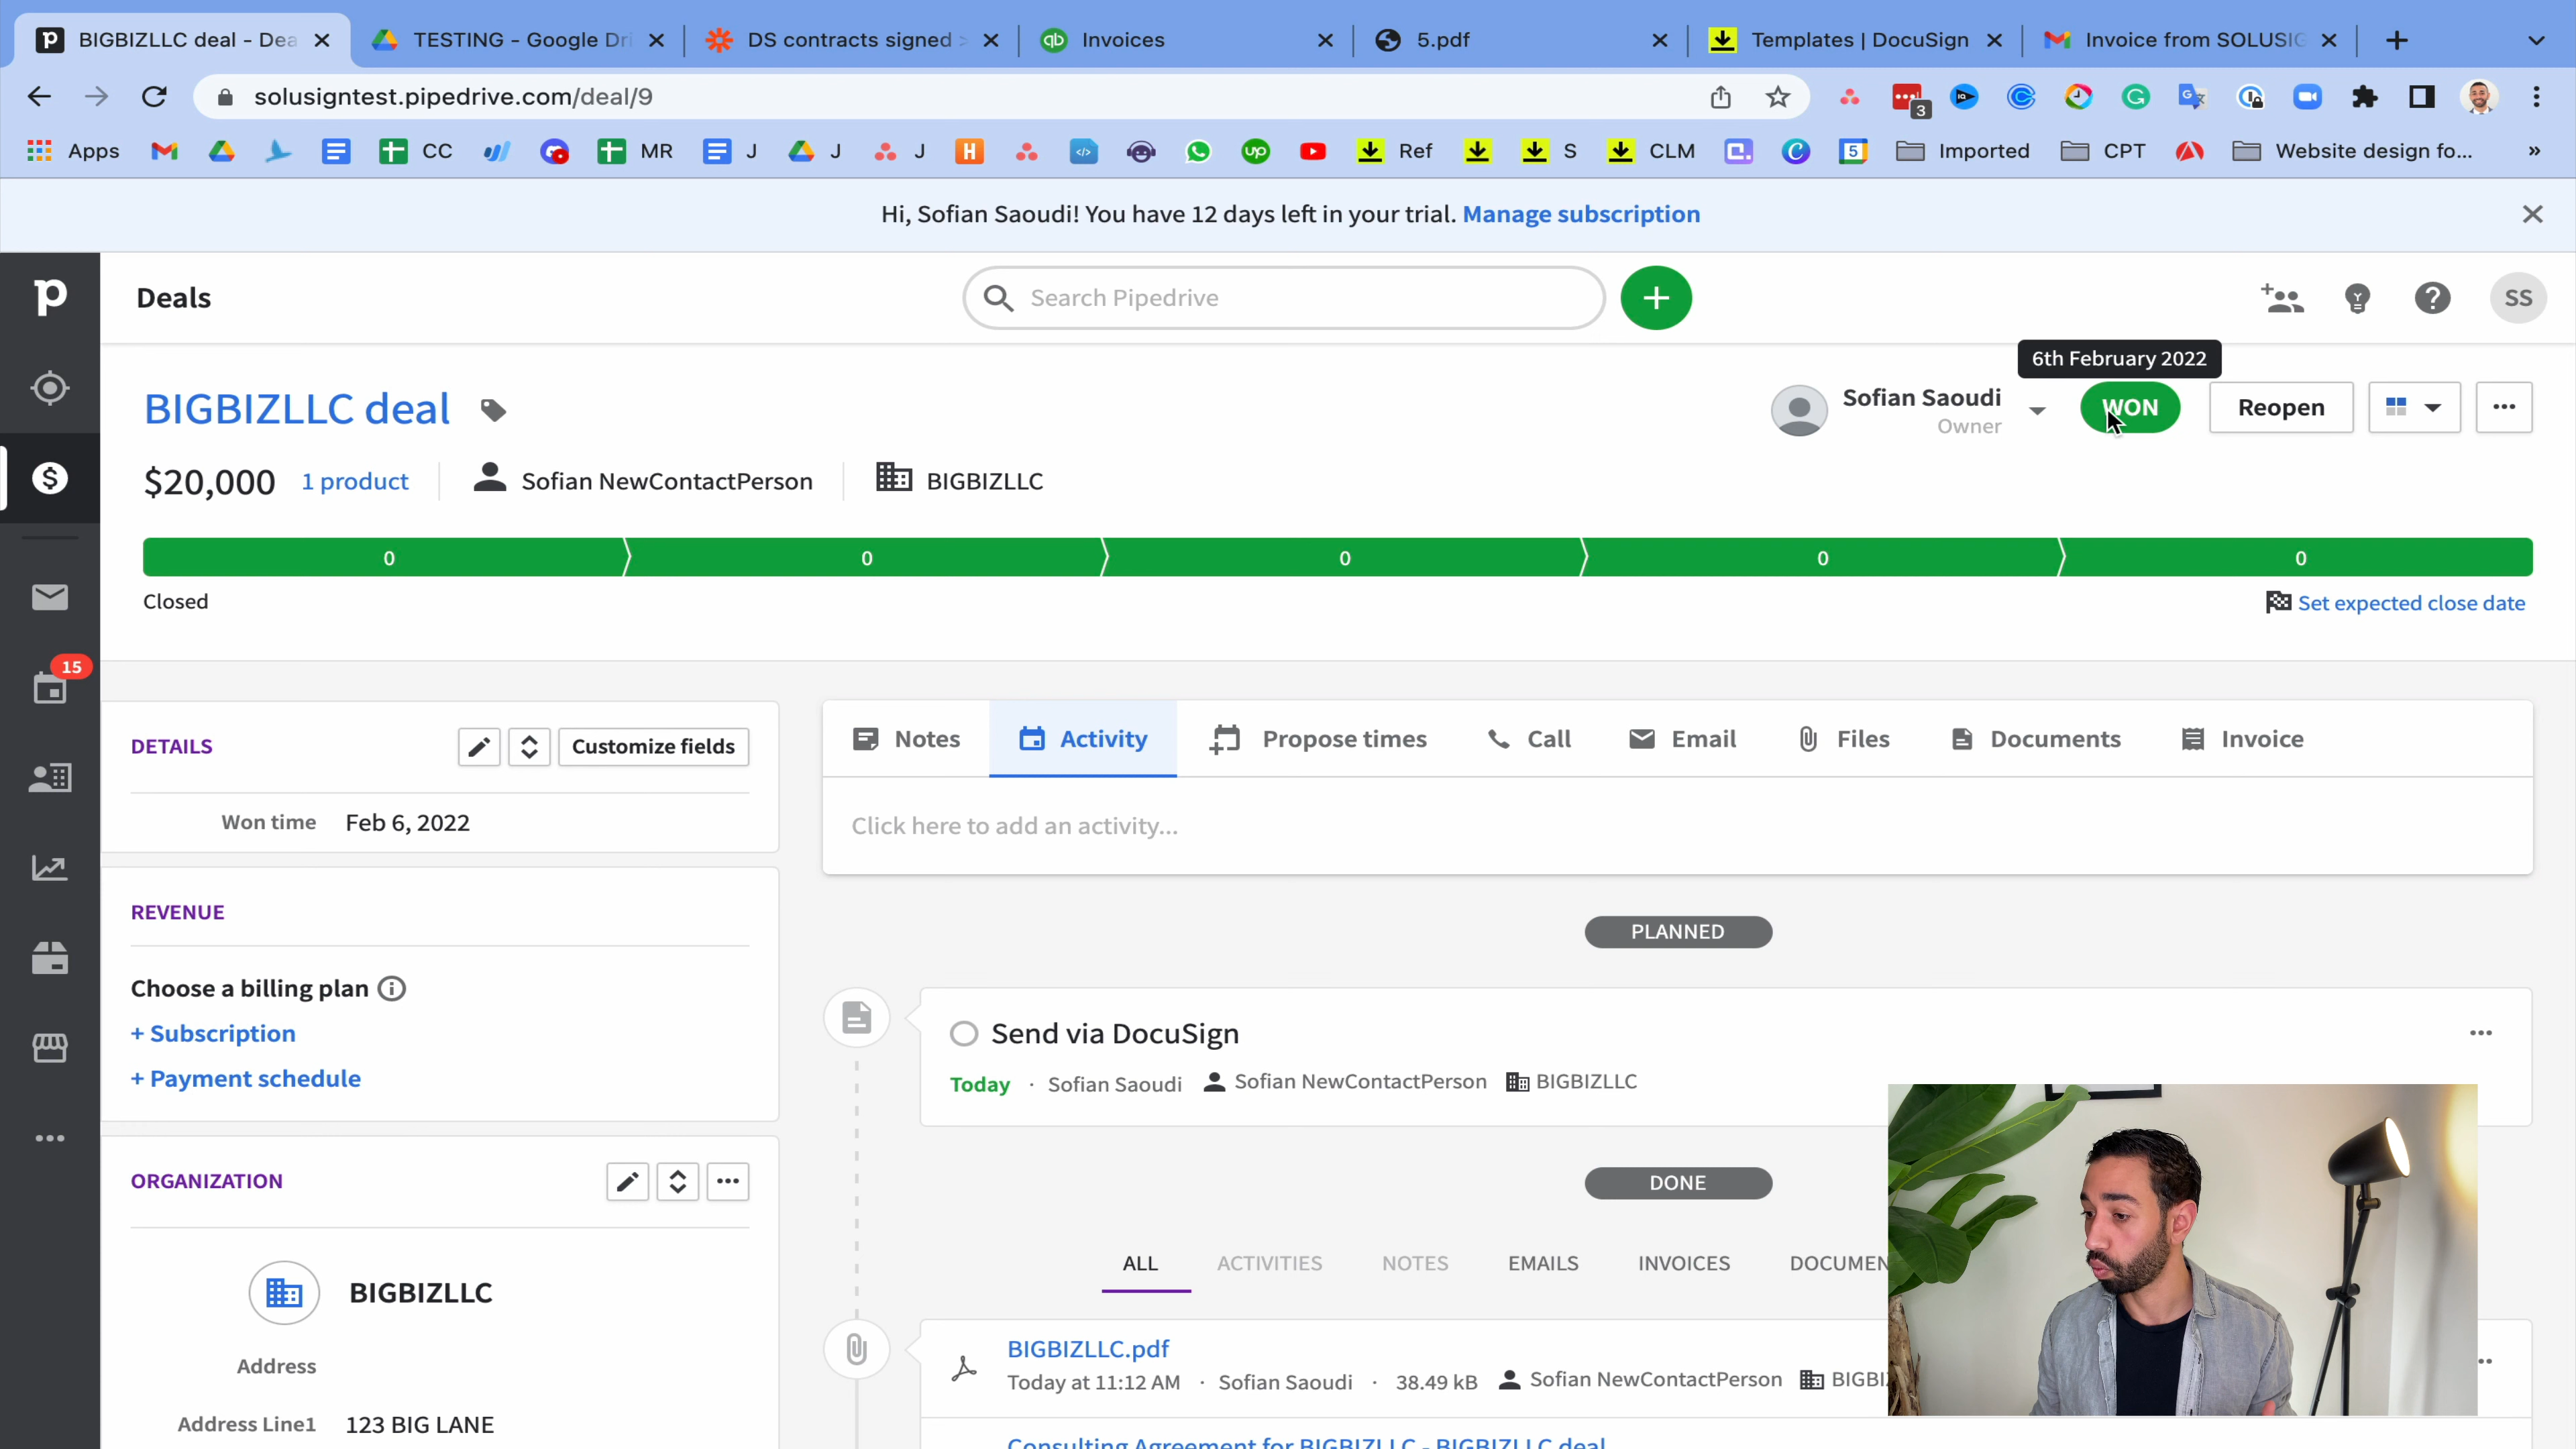 BIGBIZLLC deal - Dea
TESTING - Google Dri
DS contracts signed
Invoices
5.pdf
Templates | DocuSign
Invoice from SOLUSIG
solusigntest.pipedrive.com/deal/9
3
Apps
CC
MR
J
J
J
Ref
S
CLM
5
Imported
CPT
Website design fo...
»
Hi, Sofian Saoudi! You have 12 days left in your trial. Manage subscription
Deals
Search Pipedrive
SS
6th February 2022
BIGBIZLLC deal
Sofian Saoudi
Owner
WON
Reopen
$20,000
1 product
Sofian NewContactPerson
BIGBIZLLC
0
0
0
0
0
Closed
Set expected close date
15
DETAILS
Customize fields
Won time Feb 6, 2022
REVENUE
Choose a billing plan
+ Subscription
+ Payment schedule
ORGANIZATION
BIGBIZLLC
Address
Address Line1 123 BIG LANE
Notes
Activity
Propose times
Call
Email
Files
Documents
Invoice
Click here to add an activity...
PLANNED
Send via DocuSign
Today · Sofian Saoudi Sofian NewContactPerson BIGBIZLLC
DONE
ALL
ACTIVITIES
NOTES
EMAILS
INVOICES
DOCUMEN
BIGBIZLLC.pdf
Today at 11:12 AM · Sofian Saoudi · 38.49 kB Sofian NewContactPerson BIGBI
Consulting Agreement for BIGBIZLLC - BIGBIZLLC deal